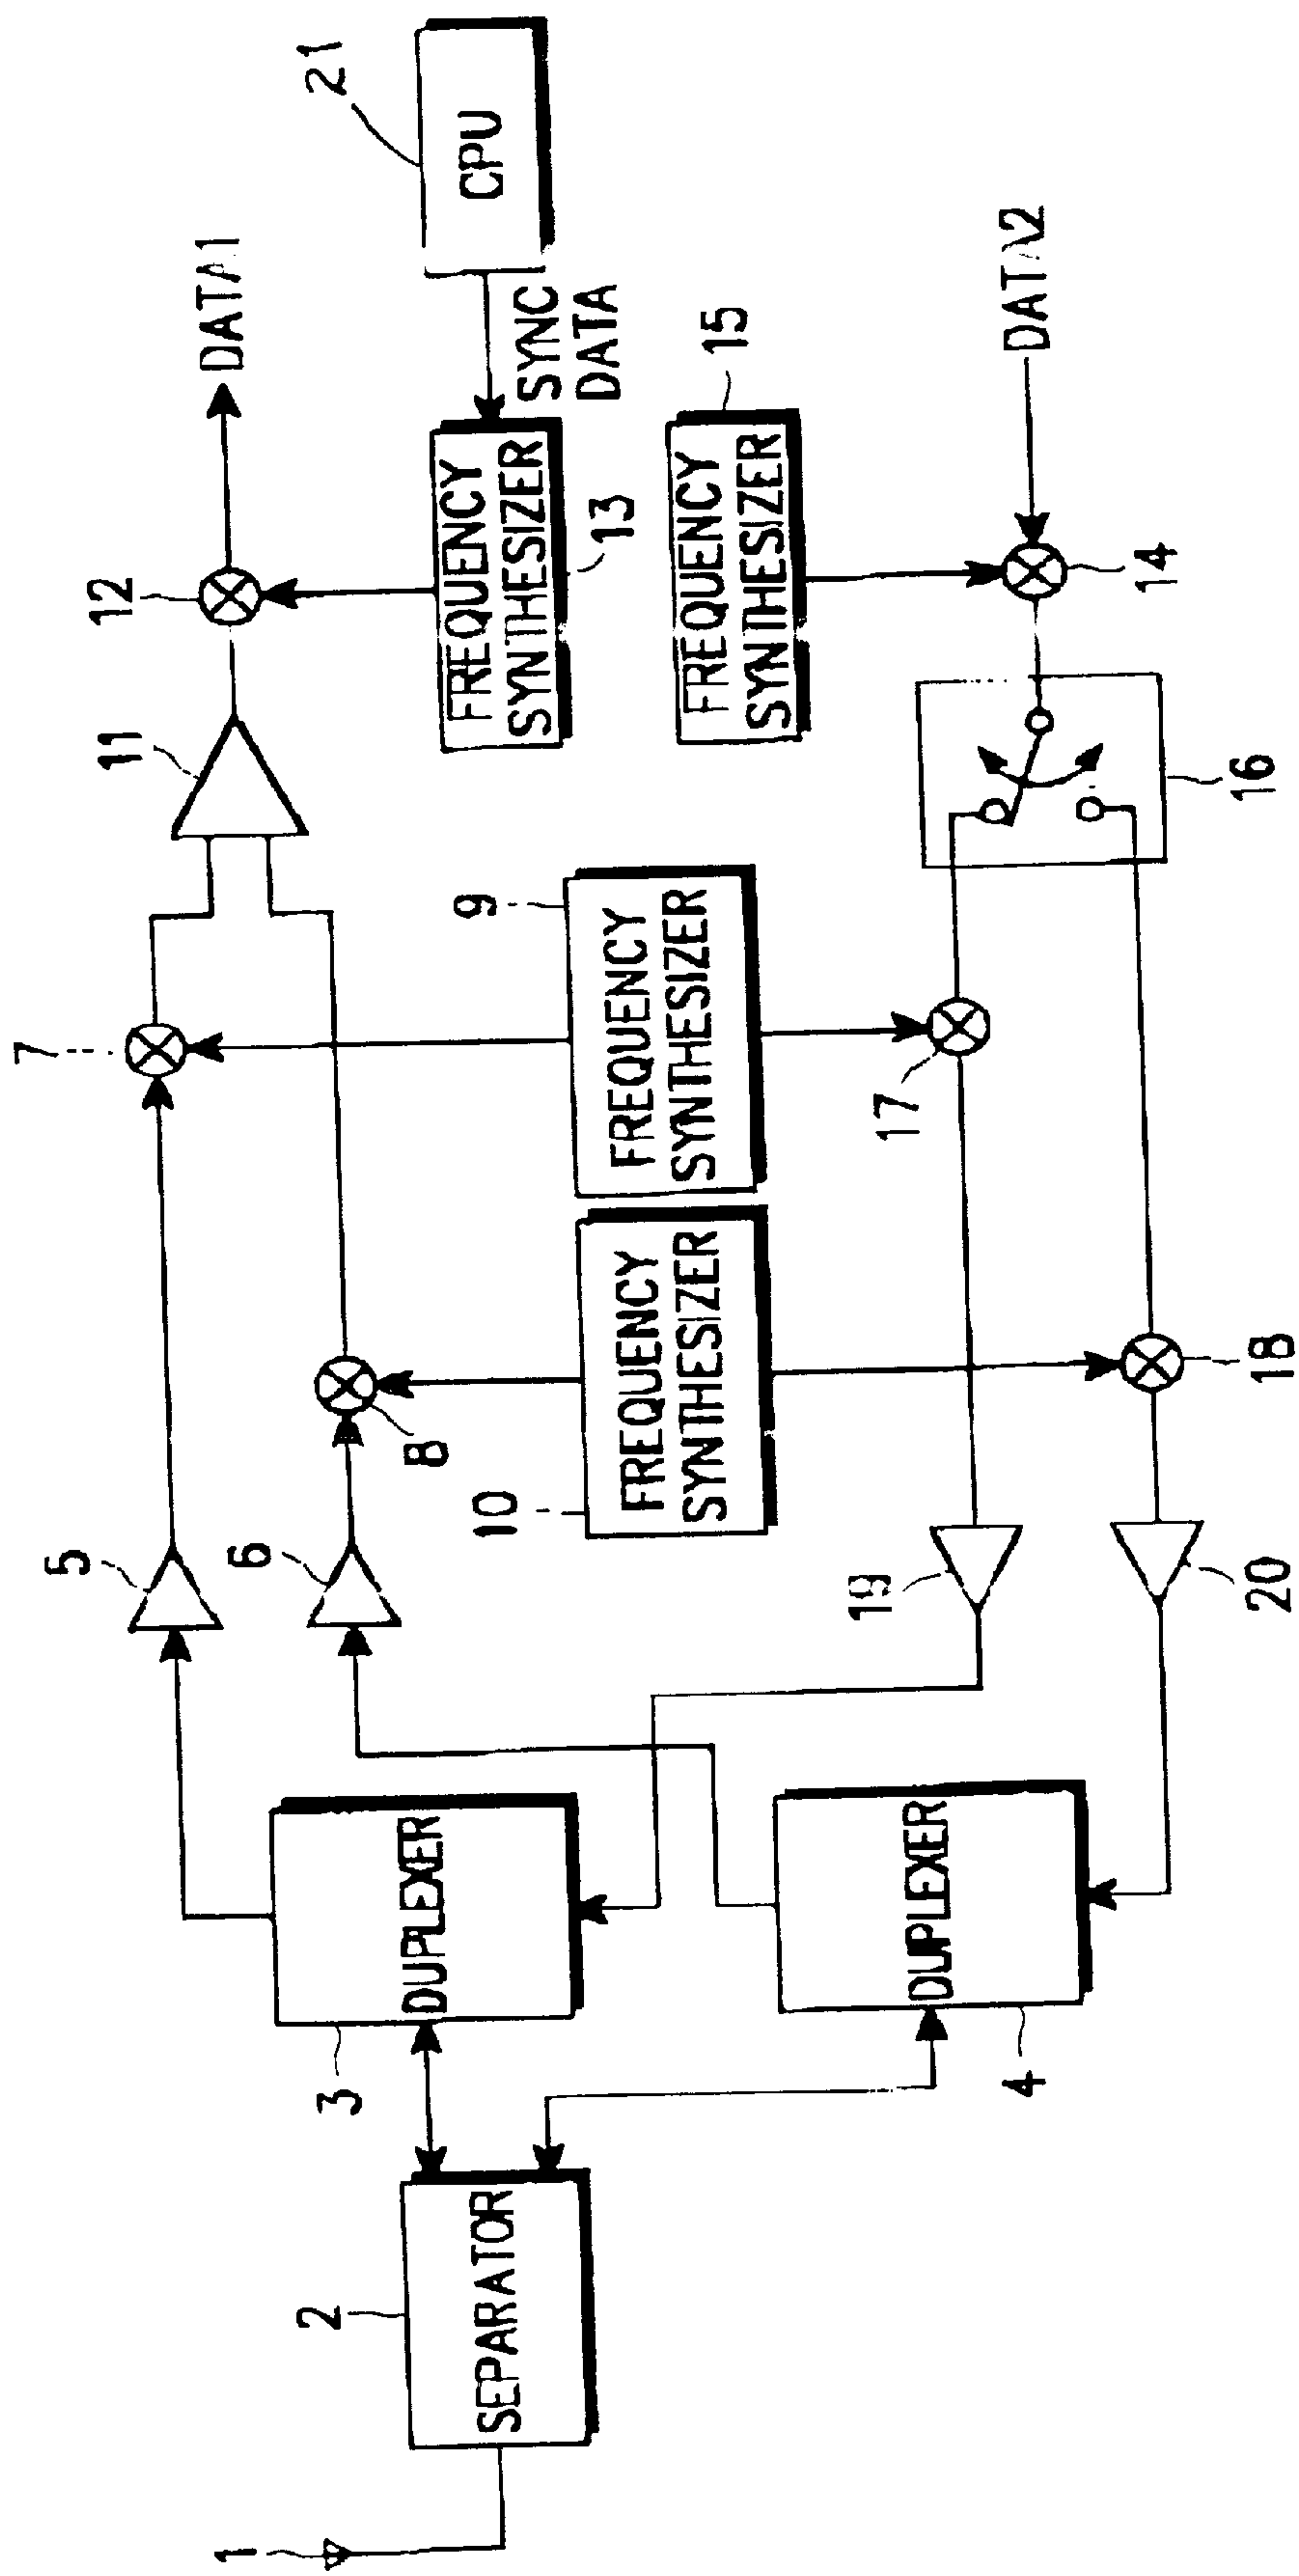 1
2
SEPARATOR
3
DUPLEXER
4
DUPLEXER
5
6
7
8
9
FREQUENCY
SYNTHESIZER
10
FREQUENCY
SYNTHESIZER
11
12
DATA1
13
FREQUENCY
SYNTHESIZER
SYNC
DATA
21
CPU
15
FREQUENCY
SYNTHESIZER
DATA2
14
16
17
18
19
20